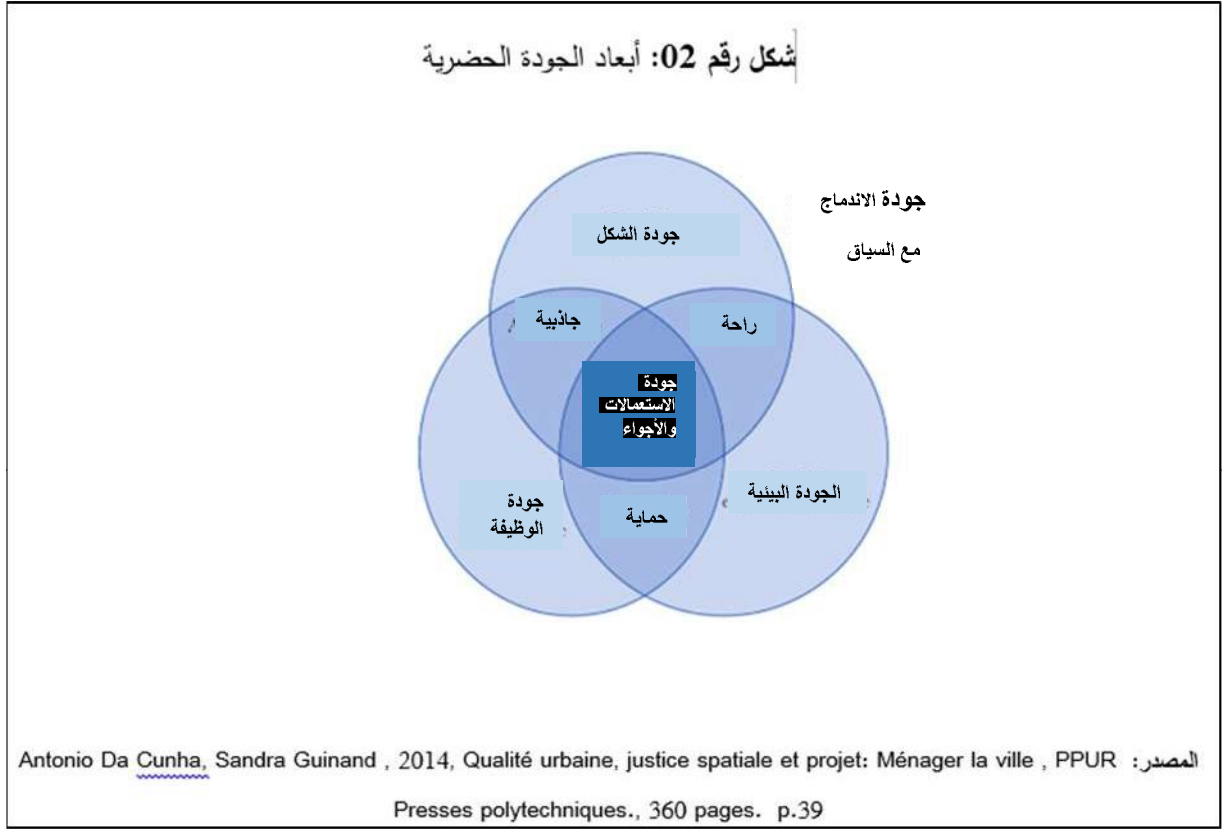 شكل رقم 02: أبعاد الجودة الحضرية
جودة الاندماج
مع السياق
جودة الشكل
جاذبية
راحة
جودة
الاستعمالات
والأجواء
الجودة البيئية
جودة
الوظيفة
حماية
المصدر: Antonio Da Cunha, Sandra Guinand , 2014, Qualité urbaine, justice spatiale et projet: Ménager la ville , PPUR
Presses polytechniques., 360 pages. p.39